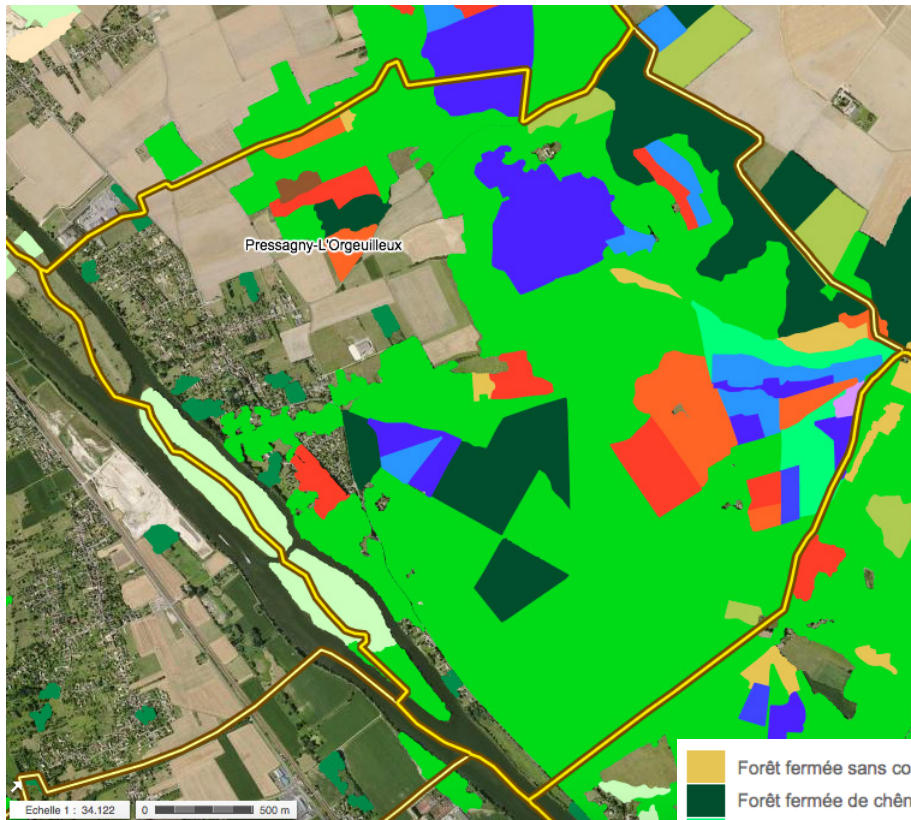 Pressagny-L'Orgeuilleux
Forêt fermée sans co
Forêt fermée de chên
Echelle 1 : 34.122 0 500 m